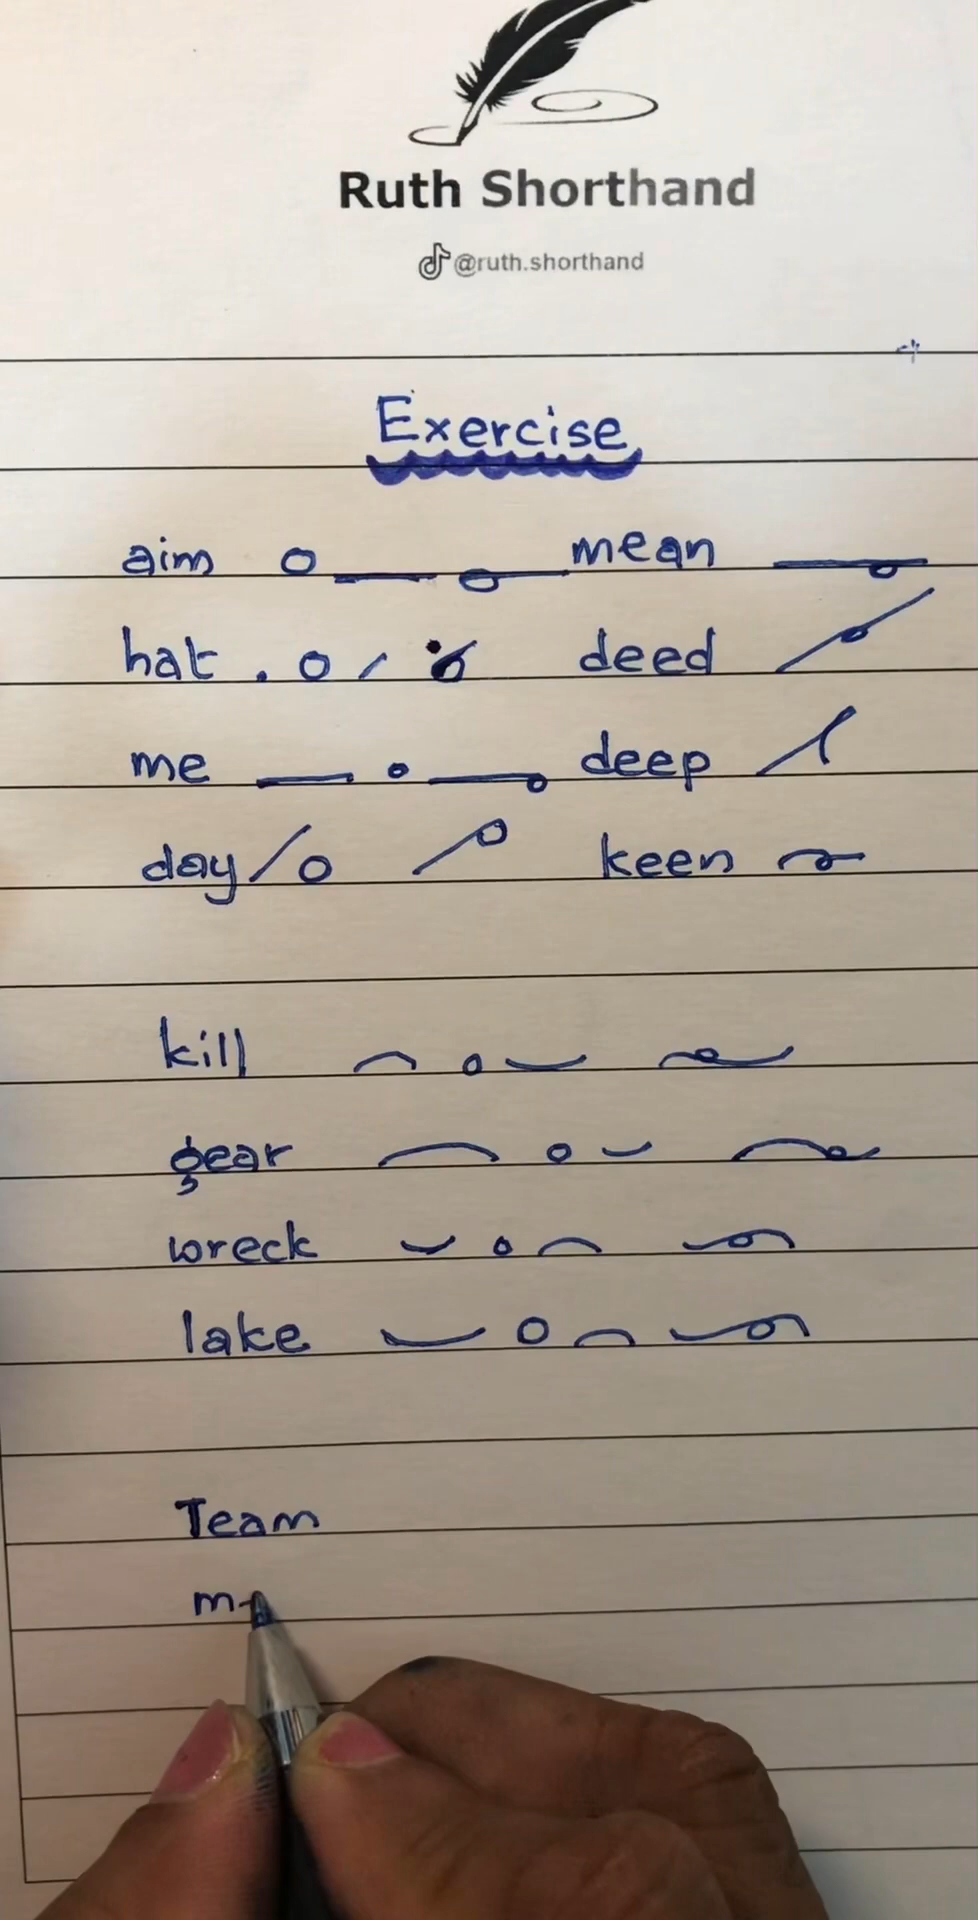 Ruth Shorthand
@ruth.shorthand
Exercise
aim mean
hat deed
me deep
day keen
kill
gear
wreck
lake
Team
m